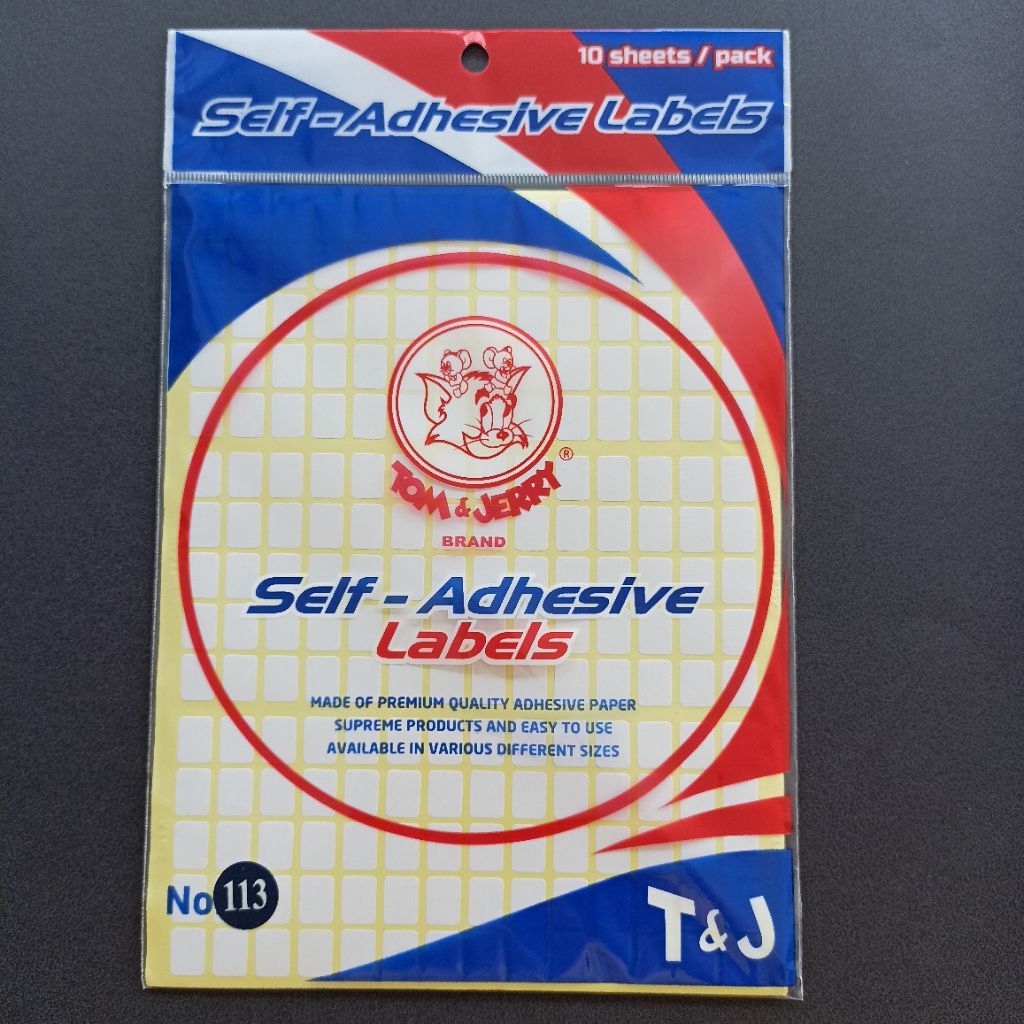 10 sheets / pack
Self-Adhesive Labels
TOM & JERRY ®
BRAND
Self - Adhesive
Labels
MADE OF PREMIUM QUALITY ADHESIVE PAPER
SUPREME PRODUCTS AND EASY TO USE
AVAILABLE IN VARIOUS DIFFERENT SIZES
No. 113
T & J